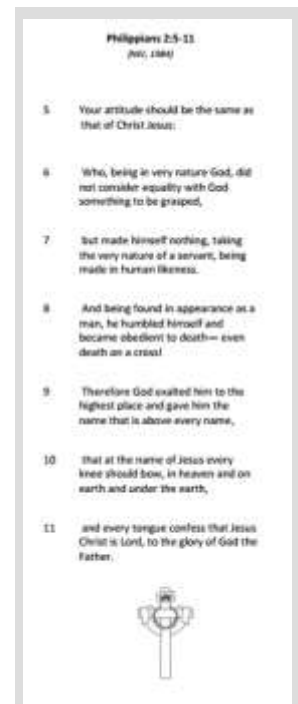 Philippians 2:5-11
(NIV, 1984)
5 Your attitude should be the same as
that of Christ Jesus:
6 Who, being in very nature God, did
not consider equality with God
something to be grasped,
7 but made himself nothing, taking
the very nature of a servant, being
made in human likeness.
8 And being found in appearance as a
man, he humbled himself and
became obedient to death— even
death on a cross!
9 Therefore God exalted him to the
highest place and gave him the
name that is above every name,
10 that at the name of Jesus every
knee should bow, in heaven and on
earth and under the earth,
11 and every tongue confess that Jesus
Christ is Lord, to the glory of God the
Father.